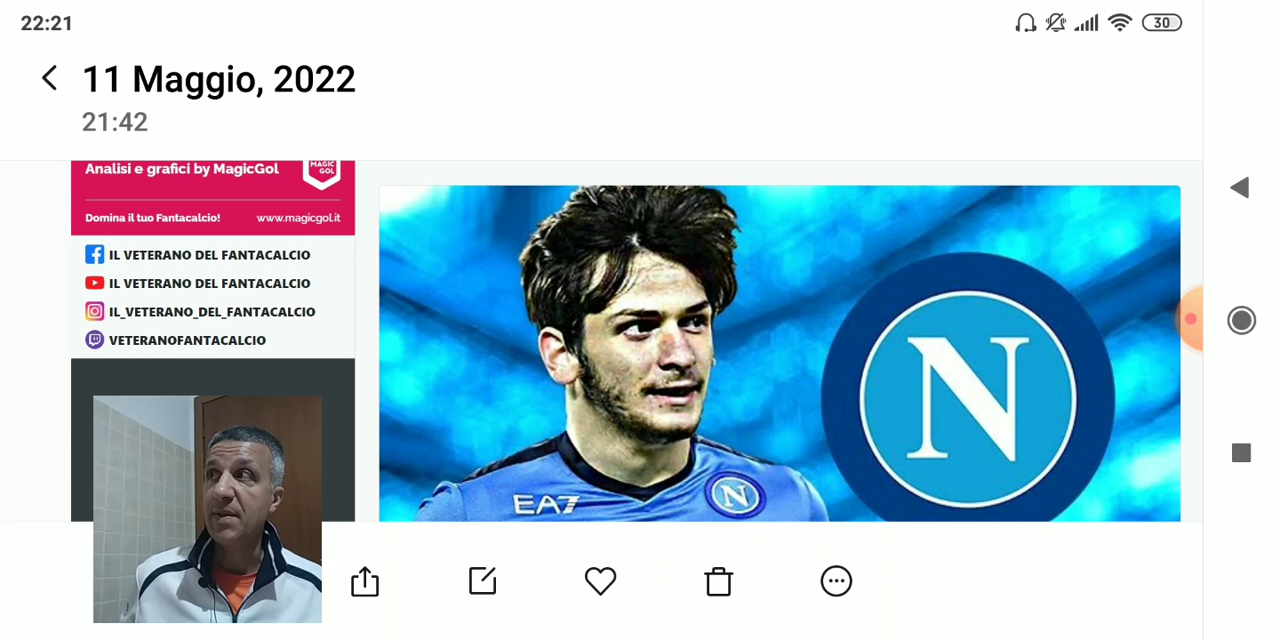 22:21
30
11 Maggio, 2022
21:42
Analisi e grafici by MagicGol
MAGIC
GOL
Domina il tuo Fantacalcio!
www.magicgol.it
IL VETERANO DEL FANTACALCIO
IL VETERANO DEL FANTACALCIO
IL_VETERANO_DEL_FANTACALCIO
VETERANOFANTACALCIO
EA7
N
N